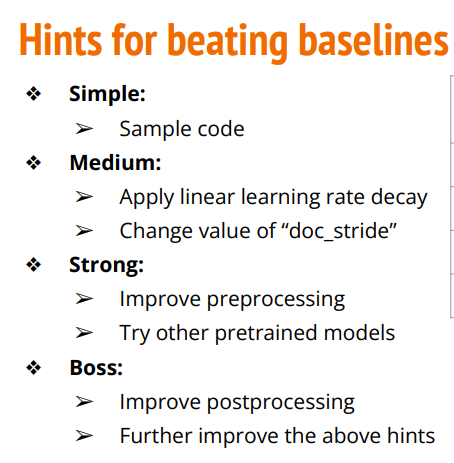 Hints for beating baselines
❖ Simple:
➢ Sample code
❖ Medium:
➢ Apply linear learning rate decay
➢ Change value of “doc_stride”
❖ Strong:
➢ Improve preprocessing
➢ Try other pretrained models
❖ Boss:
➢ Improve postprocessing
➢ Further improve the above hints